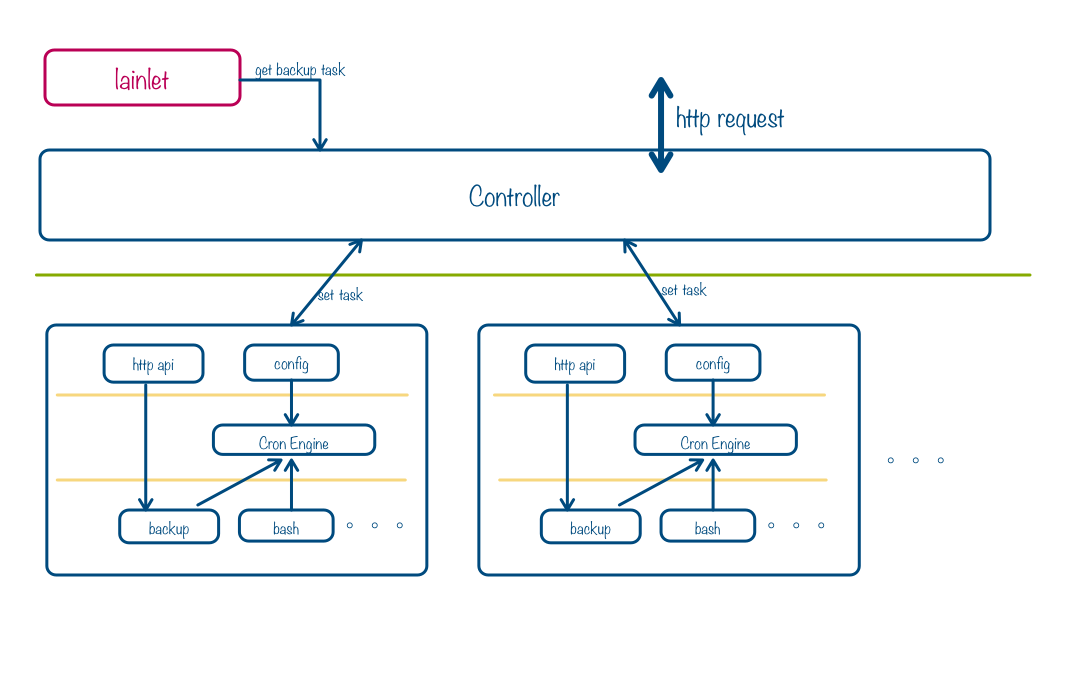 lainlet
get backup task
http request
Controller
set task
set task
http api
config
http api
config
Cron Engine
Cron Engine
backup
bash
backup
bash